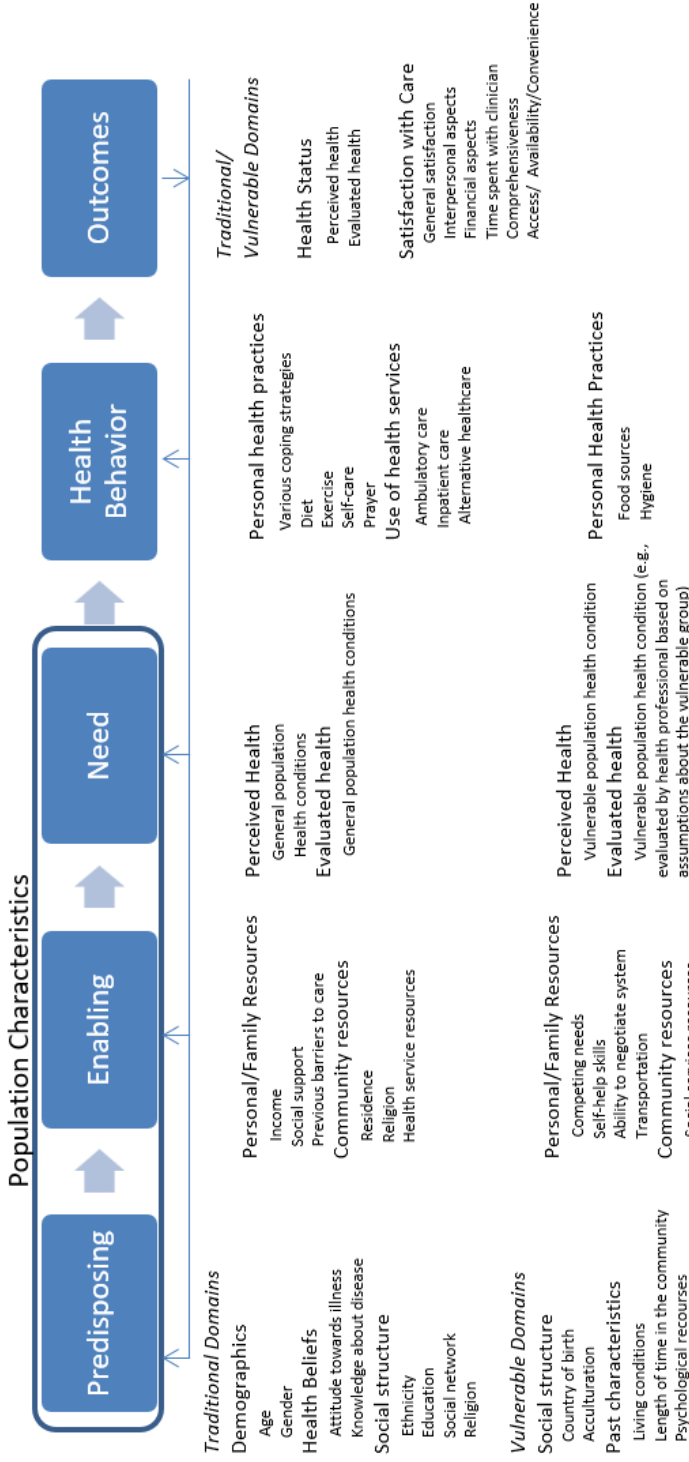 Population Characteristics
Predisposing
Enabling
Need
Health
Behavior
Outcomes
Traditional Domains
Demographics
Age
Gender
Health Beliefs
Attitude towards illness
Knowledge about disease
Social structure
Ethnicity
Education
Social network
Religion
Personal/Family Resources
Income
Social support
Previous barriers to care
Community resources
Residence
Religion
Health service resources
Perceived Health
General population
Health conditions
Evaluated health
General population health conditions
Personal health practices
Various coping strategies
Diet
Exercise
Self-care
Prayer
Use of health services
Ambulatory care
Inpatient care
Alternative healthcare
Traditional/
Vulnerable Domains
Health Status
Perceived health
Evaluated health
Satisfaction with Care
General satisfaction
Interpersonal aspects
Financial aspects
Time spent with clinician
Comprehensiveness
Access/ Availability/Convenience
Vulnerable Domains
Social structure
Country of birth
Acculturation
Past characteristics
Living conditions
Length of time in the community
Psychological recourses
Personal/Family Resources
Competing needs
Self-help skills
Ability to negotiate system
Transportation
Community resources
Social services resources
Perceived Health
Vulnerable population health condition
Evaluated health
Vulnerable population health condition (e.g.,
evaluated by health professional based on
assumptions about the vulnerable group)
Personal Health Practices
Food sources
Hygiene